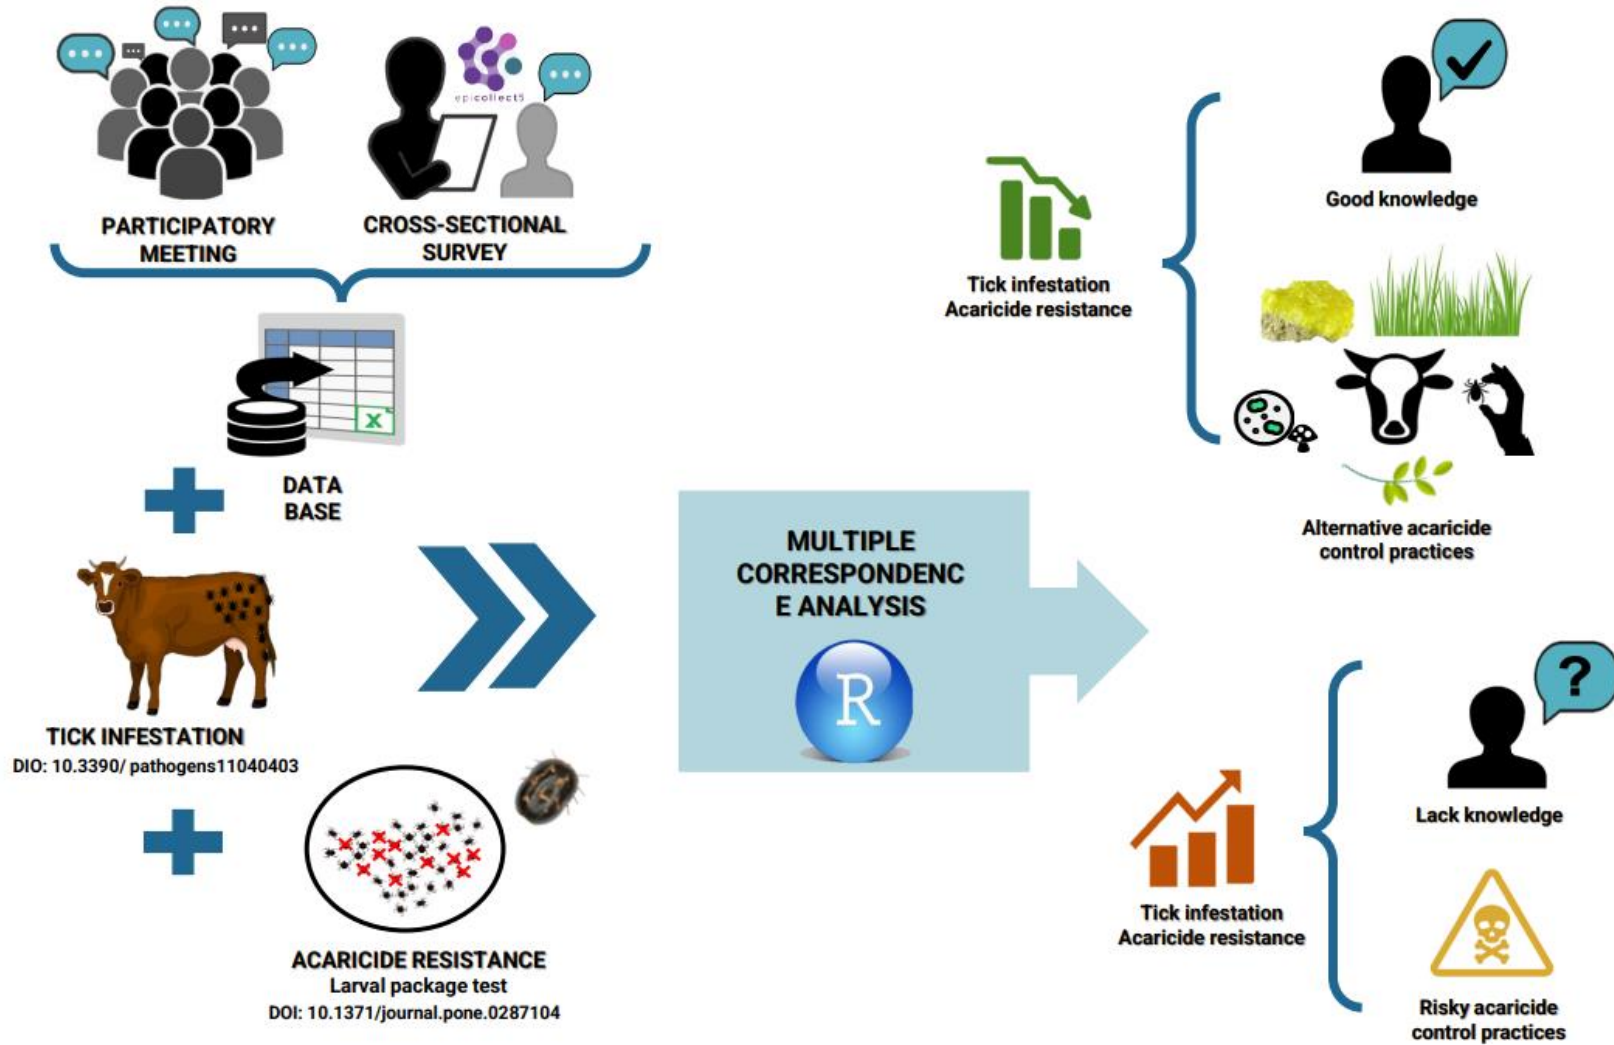 epicollect5
PARTICIPATORY
MEETING
CROSS-SECTIONAL
SURVEY
X
DATA
BASE
TICK INFESTATION
DIO: 10.3390/ pathogens11040403
ACARICIDE RESISTANCE
Larval package test
DOI: 10.1371/journal.pone.0287104
MULTIPLE
CORRESPONDENC
E ANALYSIS
R
Tick infestation
Acaricide resistance
Good knowledge
Alternative acaricide
control practices
Tick infestation
Acaricide resistance
?
Lack knowledge
Risky acaricide
control practices